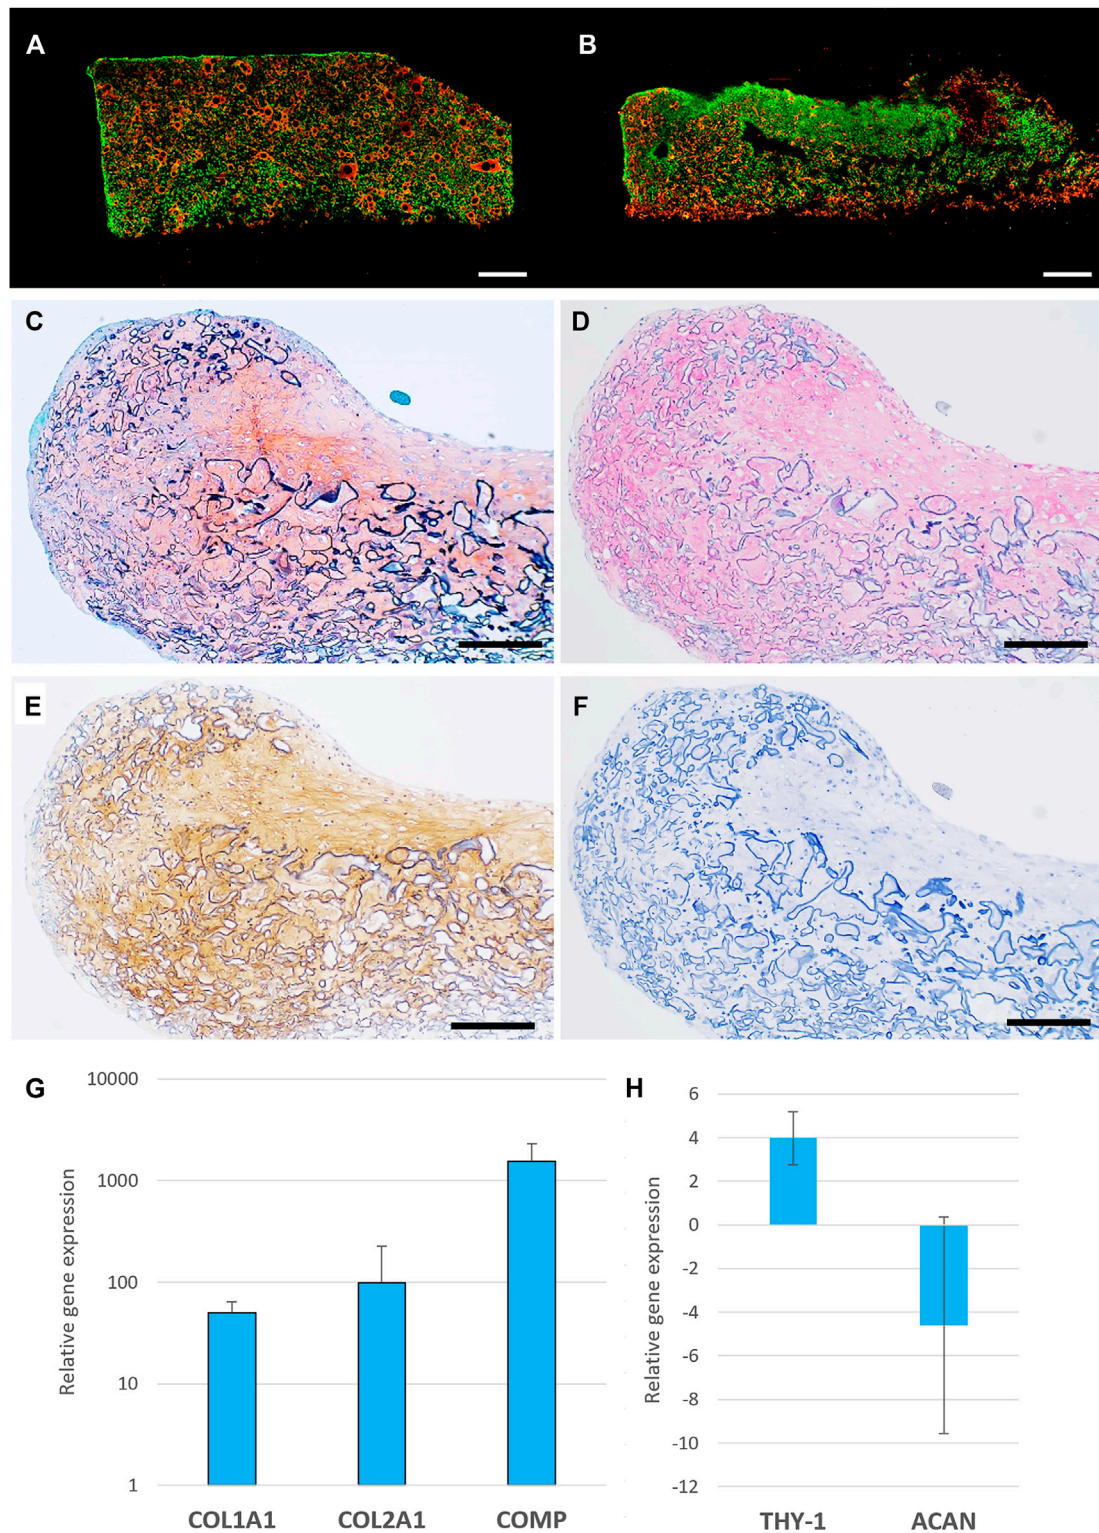 A
B
C
D
E
F
G
Relative gene expression
10000
1000
100
10
1
COL1A1 COL2A1 COMP
H
Relative gene expression
6
4
2
0
-2
-4
-6
-8
-10
-12
THY-1 ACAN